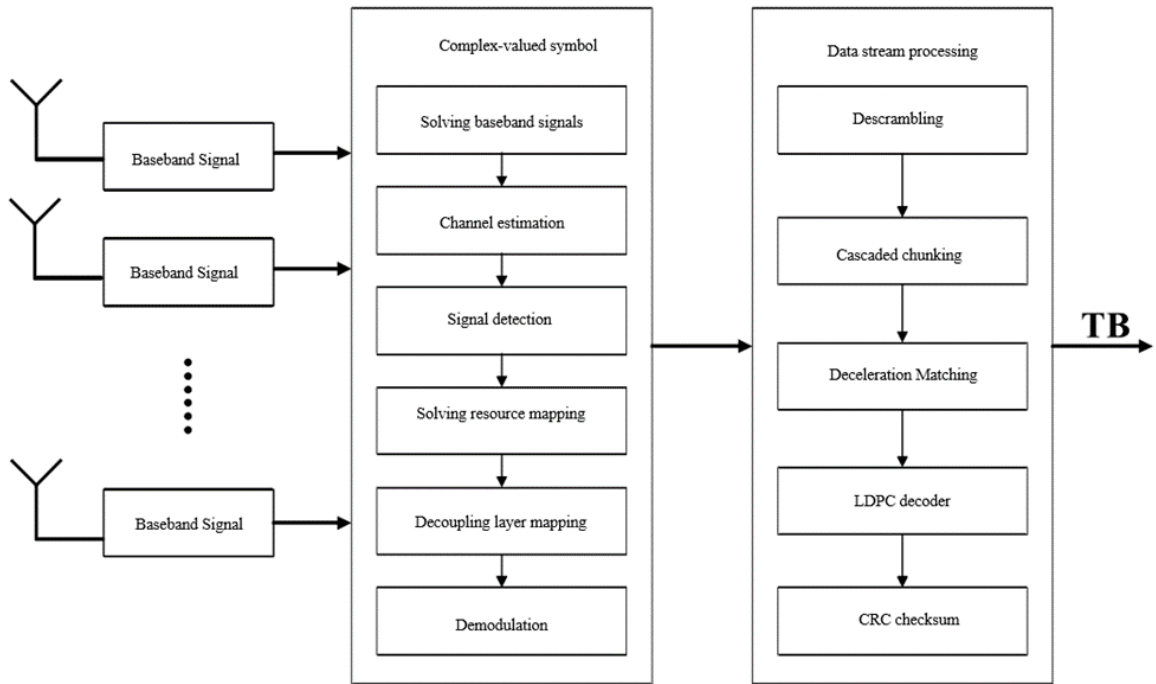 Baseband Signal
Baseband Signal
Baseband Signal
Complex-valued symbol
Solving baseband signals
Channel estimation
Signal detection
Solving resource mapping
Decoupling layer mapping
Demodulation
Data stream processing
Descrambling
Cascaded chunking
Deceleration Matching
LDPC decoder
CRC checksum
TB